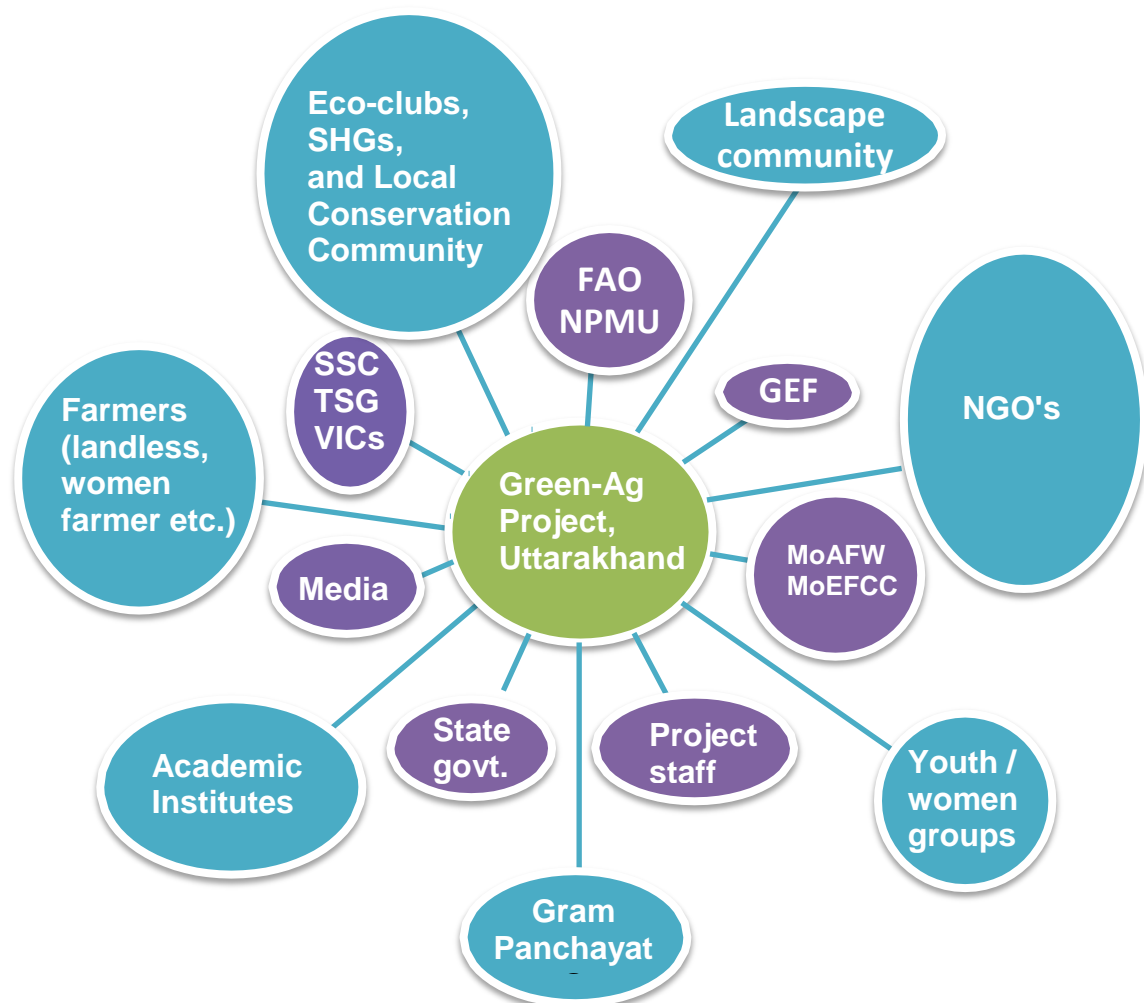 Eco-clubs,
SHGs,
and Local
Conservation
Community
Landscape
community
FAO
NPMU
SSC
TSG
VICs
GEF
NGO's
Farmers
(landless,
women
farmer etc.)
Green-Ag
Project,
Uttarakhand
MoAFW
MoEFCC
Media
State
govt.
Project
staff
Academic
Institutes
Youth /
women
groups
Gram
Panchayat